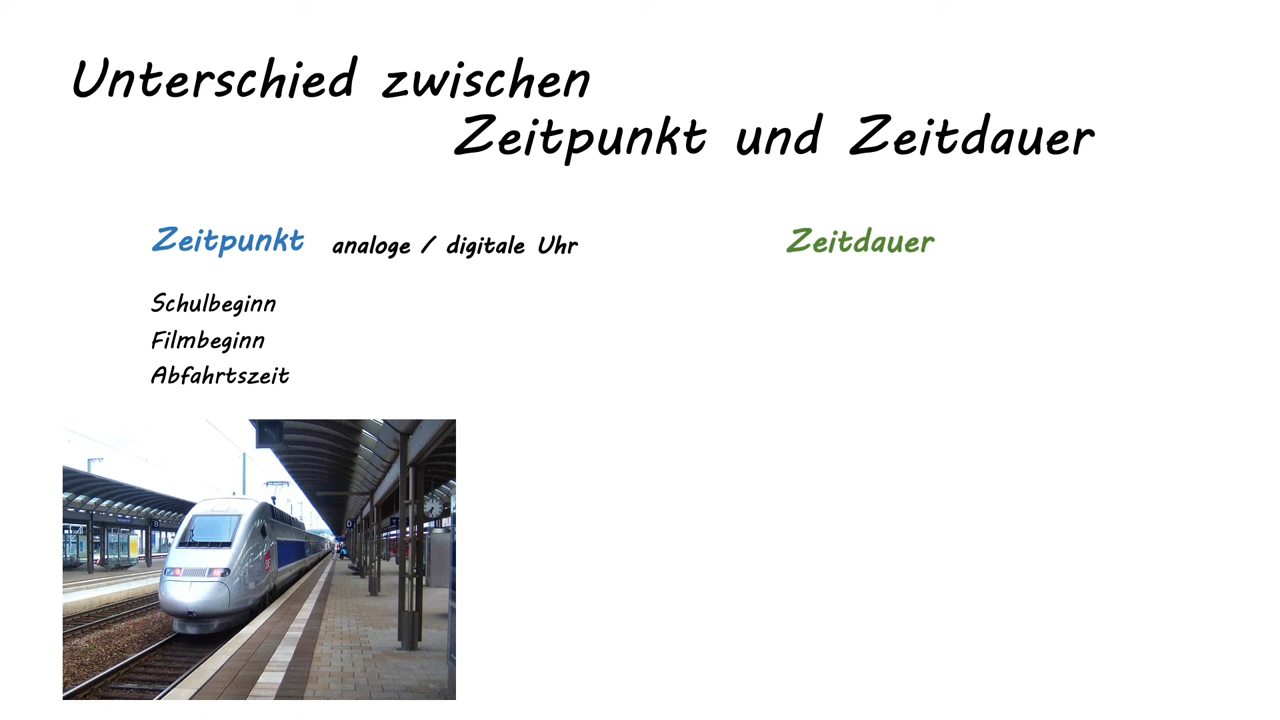 Unterschied zwischen
Zeitpunkt und Zeitdauer
Zeitpunkt analoge / digitale Uhr
Zeitdauer
Schulbeginn
Filmbeginn
Abfahrtszeit
D